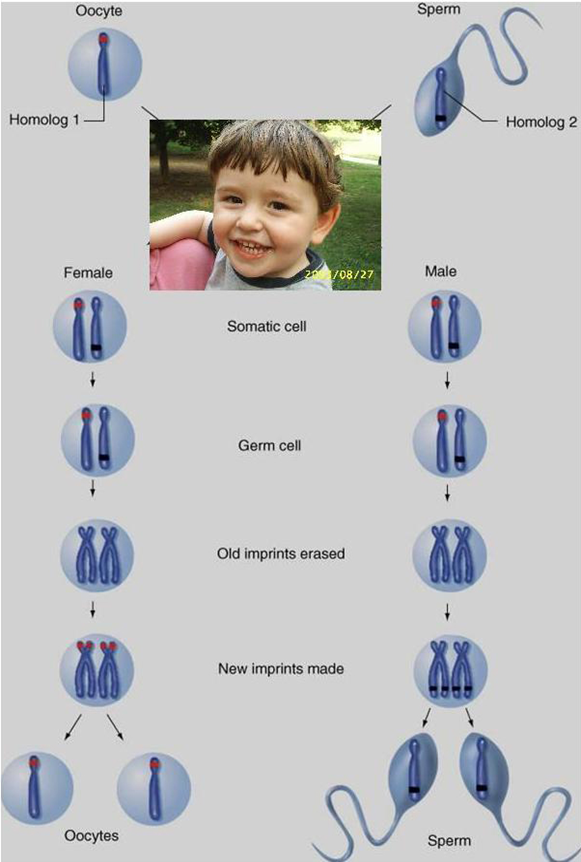 Oocyte
Sperm
Homolog 1
Homolog 2
Female
Male
Somatic cell
Germ cell
Old imprints erased
New imprints made
Oocytes
Sperm